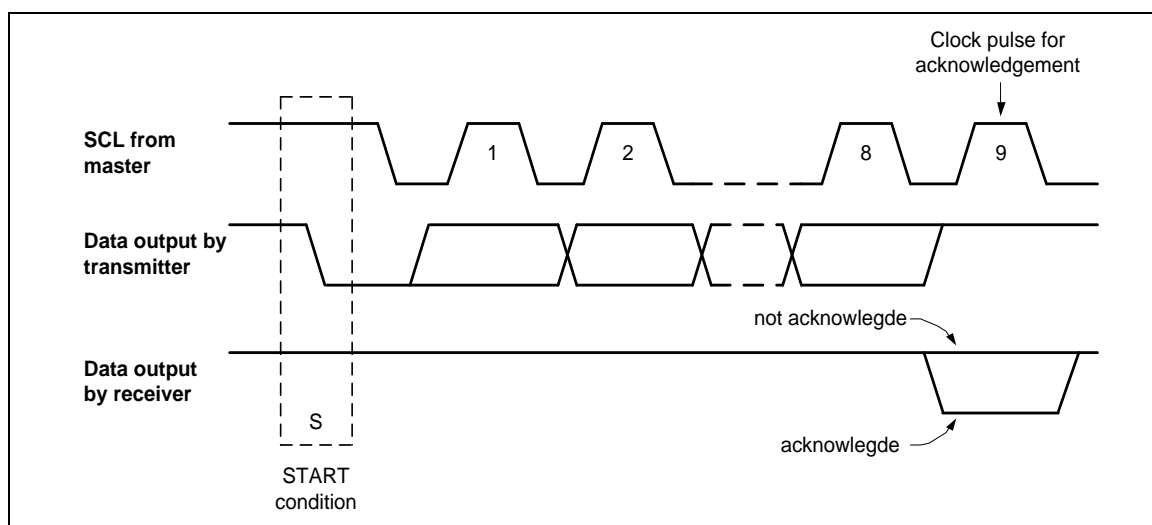 Clock pulse for
acknowledgement
SCL from
master
1
2
8
9
Data output by
transmitter
not acknowlegde
Data output
by receiver
S
acknowlegde
START
condition